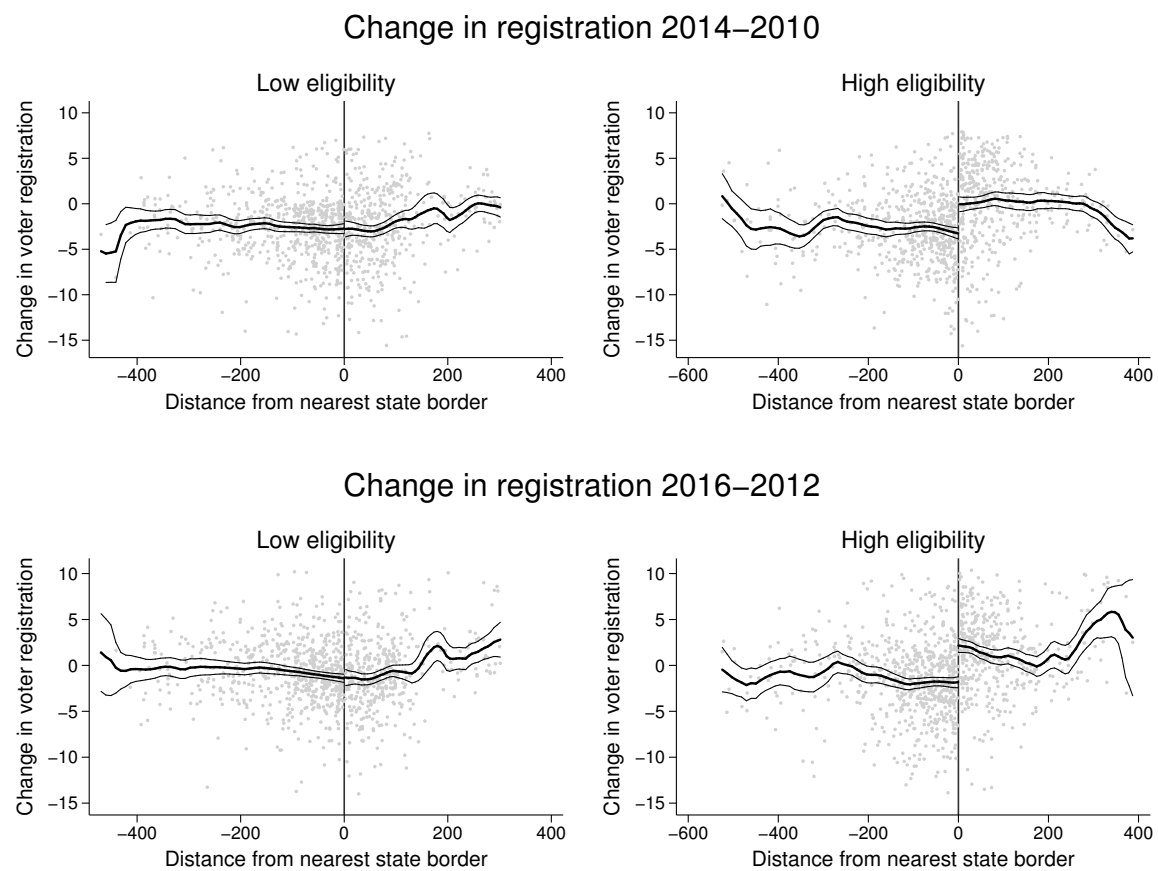 Change in registration 2014−2010
Low eligibility
Change in voter registration
10
5
0
−5
−10
−15
−400 −200 0 200 400
Distance from nearest state border
High eligibility
Change in voter registration
10
5
0
−5
−10
−15
−600 −400 −200 0 200 400
Distance from nearest state border
Change in registration 2016−2012
Low eligibility
Change in voter registration
10
5
0
−5
−10
−15
−400 −200 0 200 400
Distance from nearest state border
High eligibility
Change in voter registration
10
5
0
−5
−10
−15
−600 −400 −200 0 200 400
Distance from nearest state border